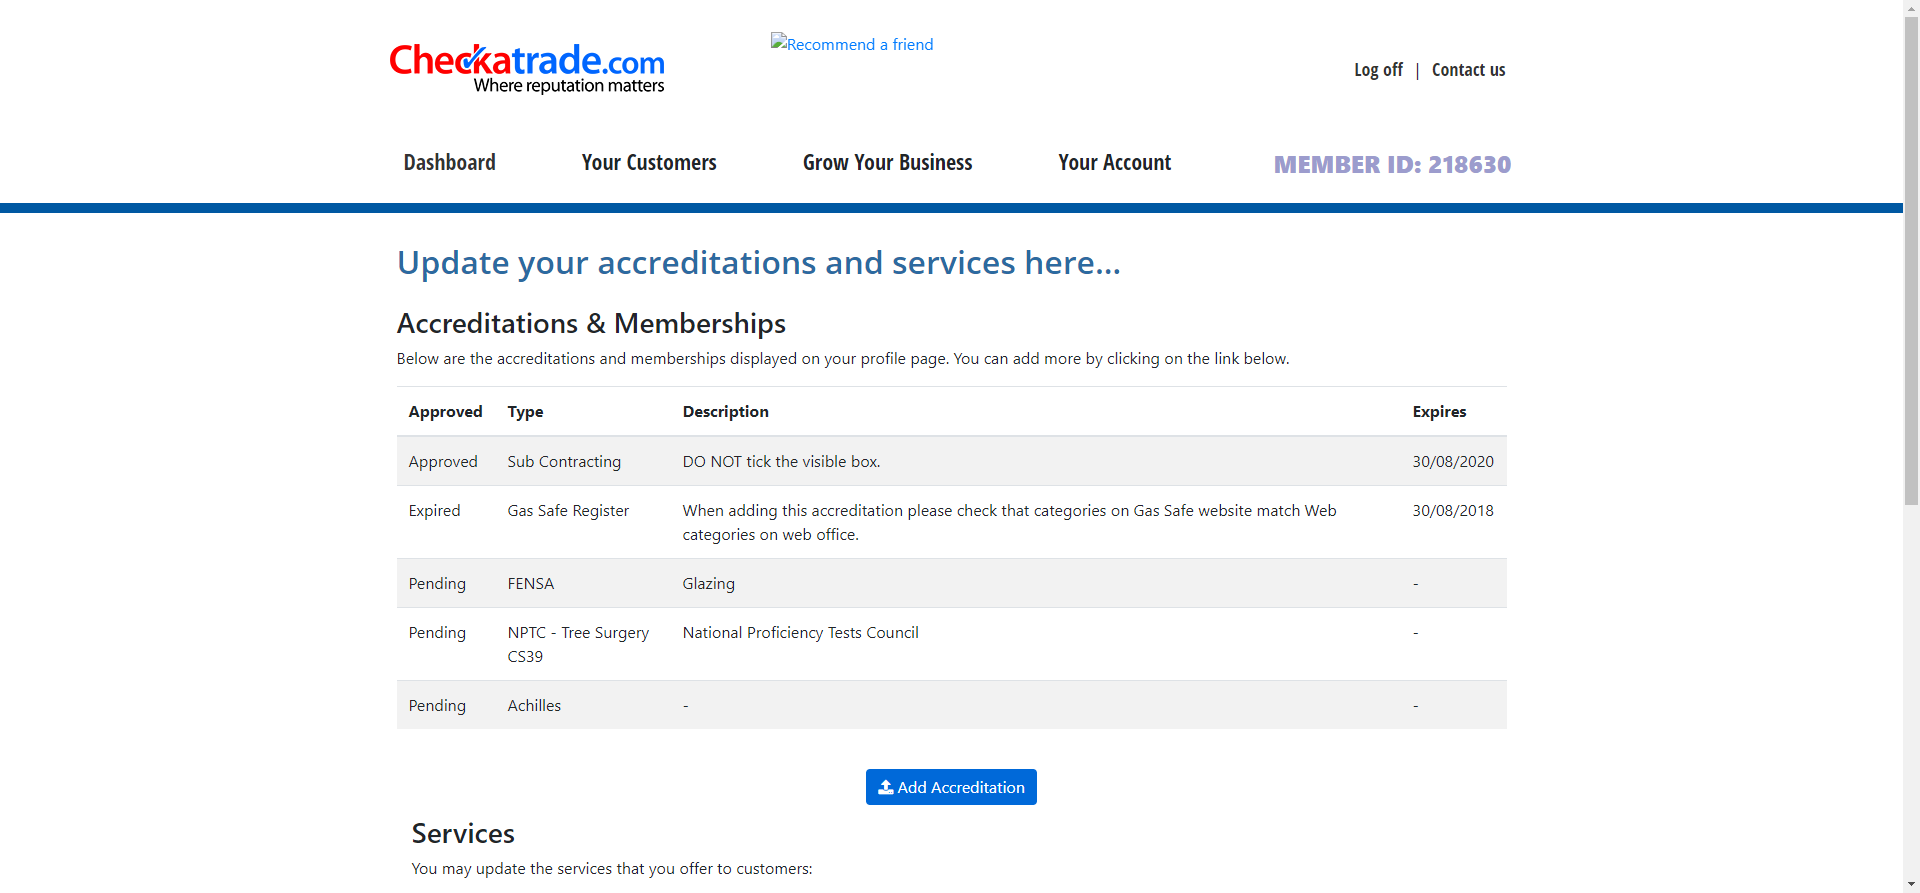 Checkatrade.com
Where reputation matters
Recommend a friend
Log off | Contact us
Dashboard
Your Customers
Grow Your Business
Your Account
MEMBER ID: 218630
Update your accreditations and services here...
Accreditations & Memberships
Below are the accreditations and memberships displayed on your profile page. You can add more by clicking on the link below.
Approved Type Description Expires
Approved Sub Contracting DO NOT tick the visible box. 30/08/2020
Expired Gas Safe Register When adding this accreditation please check that categories on Gas Safe website match Web 30/08/2018
categories on web office.
Pending FENSA Glazing -
Pending NPTC - Tree Surgery National Proficiency Tests Council -
CS39
Pending Achilles - -
Add Accreditation
Services
You may update the services that you offer to customers: